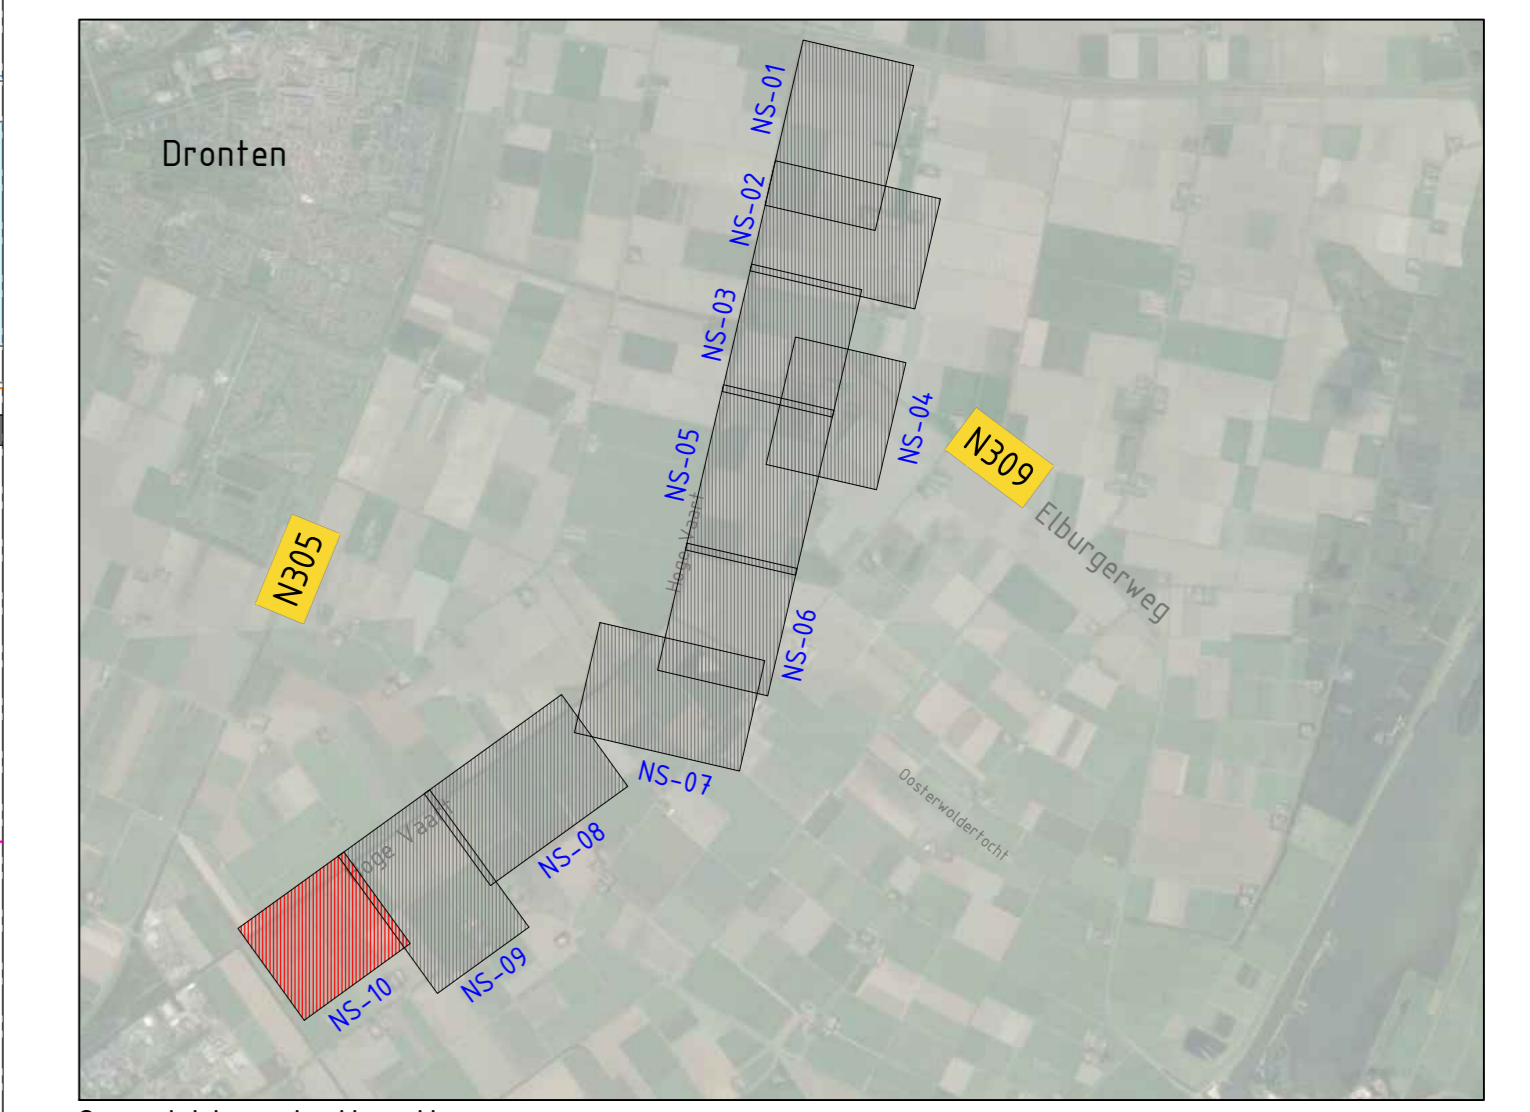 Dronten
NS-01
NS-02
NS-03
NS-04
NS-05
N309
Elburgerweg
Hoge Vaart
N305
NS-06
NS-07
Oosterwoldertocht
Hoge Vaart
NS-08
NS-09
NS-10